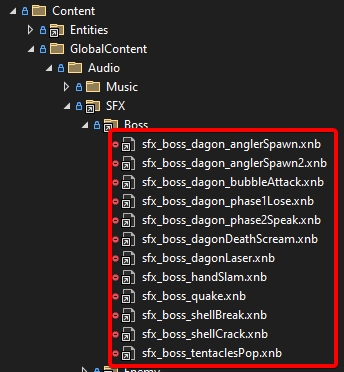 Content
Entities
GlobalContent
Audio
Music
SFX
Boss
sfx_boss_dagon_anglerSpawn.xnb
sfx_boss_dagon_anglerSpawn2.xnb
sfx_boss_dagon_bubbleAttack.xnb
sfx_boss_dagon_phase1Lose.xnb
sfx_boss_dagon_phase2Speak.xnb
sfx_boss_dagonDeathScream.xnb
sfx_boss_dagonLaser.xnb
sfx_boss_handSlam.xnb
sfx_boss_quake.xnb
sfx_boss_shellBreak.xnb
sfx_boss_shellCrack.xnb
sfx_boss_tentaclesPop.xnb